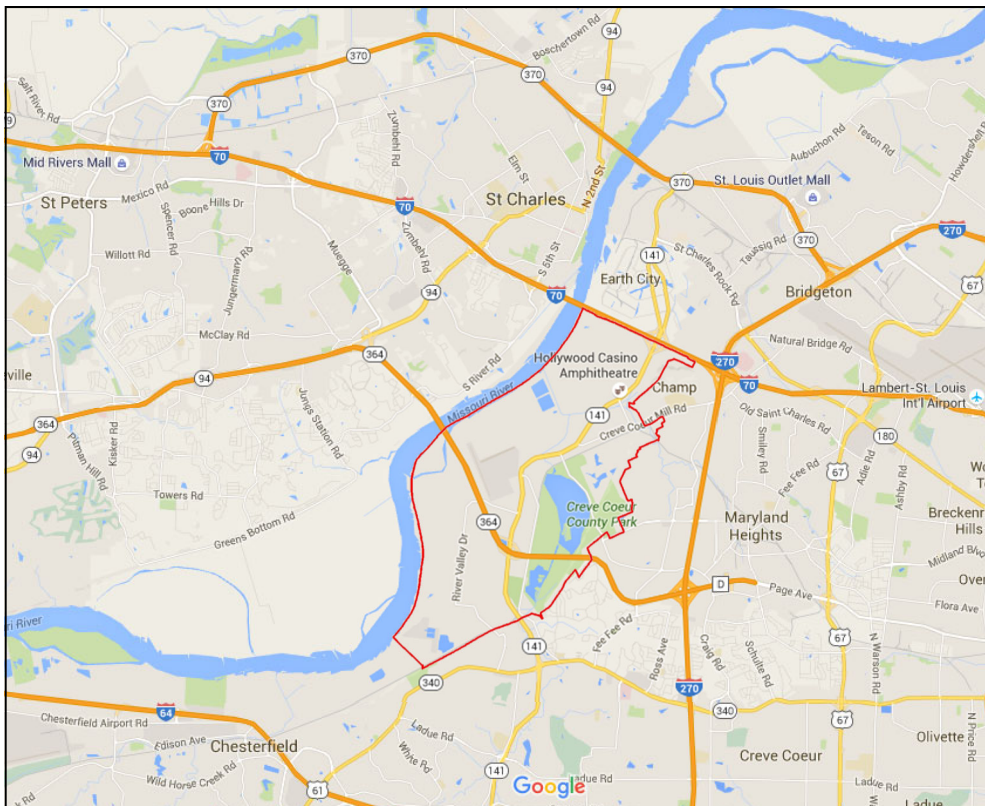 94
Boschertown Rd
370
370
370
94
Salt River Rd
370
Zumbehl Rd
Aubuchon Rd
Teson Rd
Howdershell Rd
Mid Rivers Mall
70
Elm St
N 2nd St
370
St. Louis Outlet Mall
Mexico Rd
St Peters
Boone Hills Dr
70
St Charles
Spencer Rd
Taussig Rd
370
270
Willott Rd
Jungermann Rd
Muegge
Zumbehl Rd
S 5th St
141
St Charles Rock Rd
Earth City
67
94
70
Bridgeton
McClay Rd
364
Natural Bridge Rd
ville
94
S River Rd
Hollywood Casino
Amphitheatre
270
70
Champ
Lambert-St. Louis
Int'l Airport
364
Missouri River
141
Creve Coeur Mill Rd
Old Saint Charles Rd
180
94
Pitman Hill Rd
Kisker Rd
Jungs Station Rd
Smiley Rd
67
Adie Rd
Ashby Rd
Fee Fee Rd
Towers Rd
Creve Coeur
County Park
Greens Bottom Rd
364
Maryland
Heights
Breckenr
Hills
River Valley Dr
Midland Blvd
Over
D
Page Ave
Flora Ave
ri River
Fee Fee Rd
67
141
Ross Ave
Craig Rd
Schulte Rd
N Warson Rd
340
270
64
340
Chesterfield Airport Rd
67
Edison Ave
Chesterfield
Ladue Rd
White Rd
Olivette
N Price Rd
Creve Coeur
141
Wild Horse Creek Rd
61
Google
Ladue Rd
Ladue Rd
Ladue